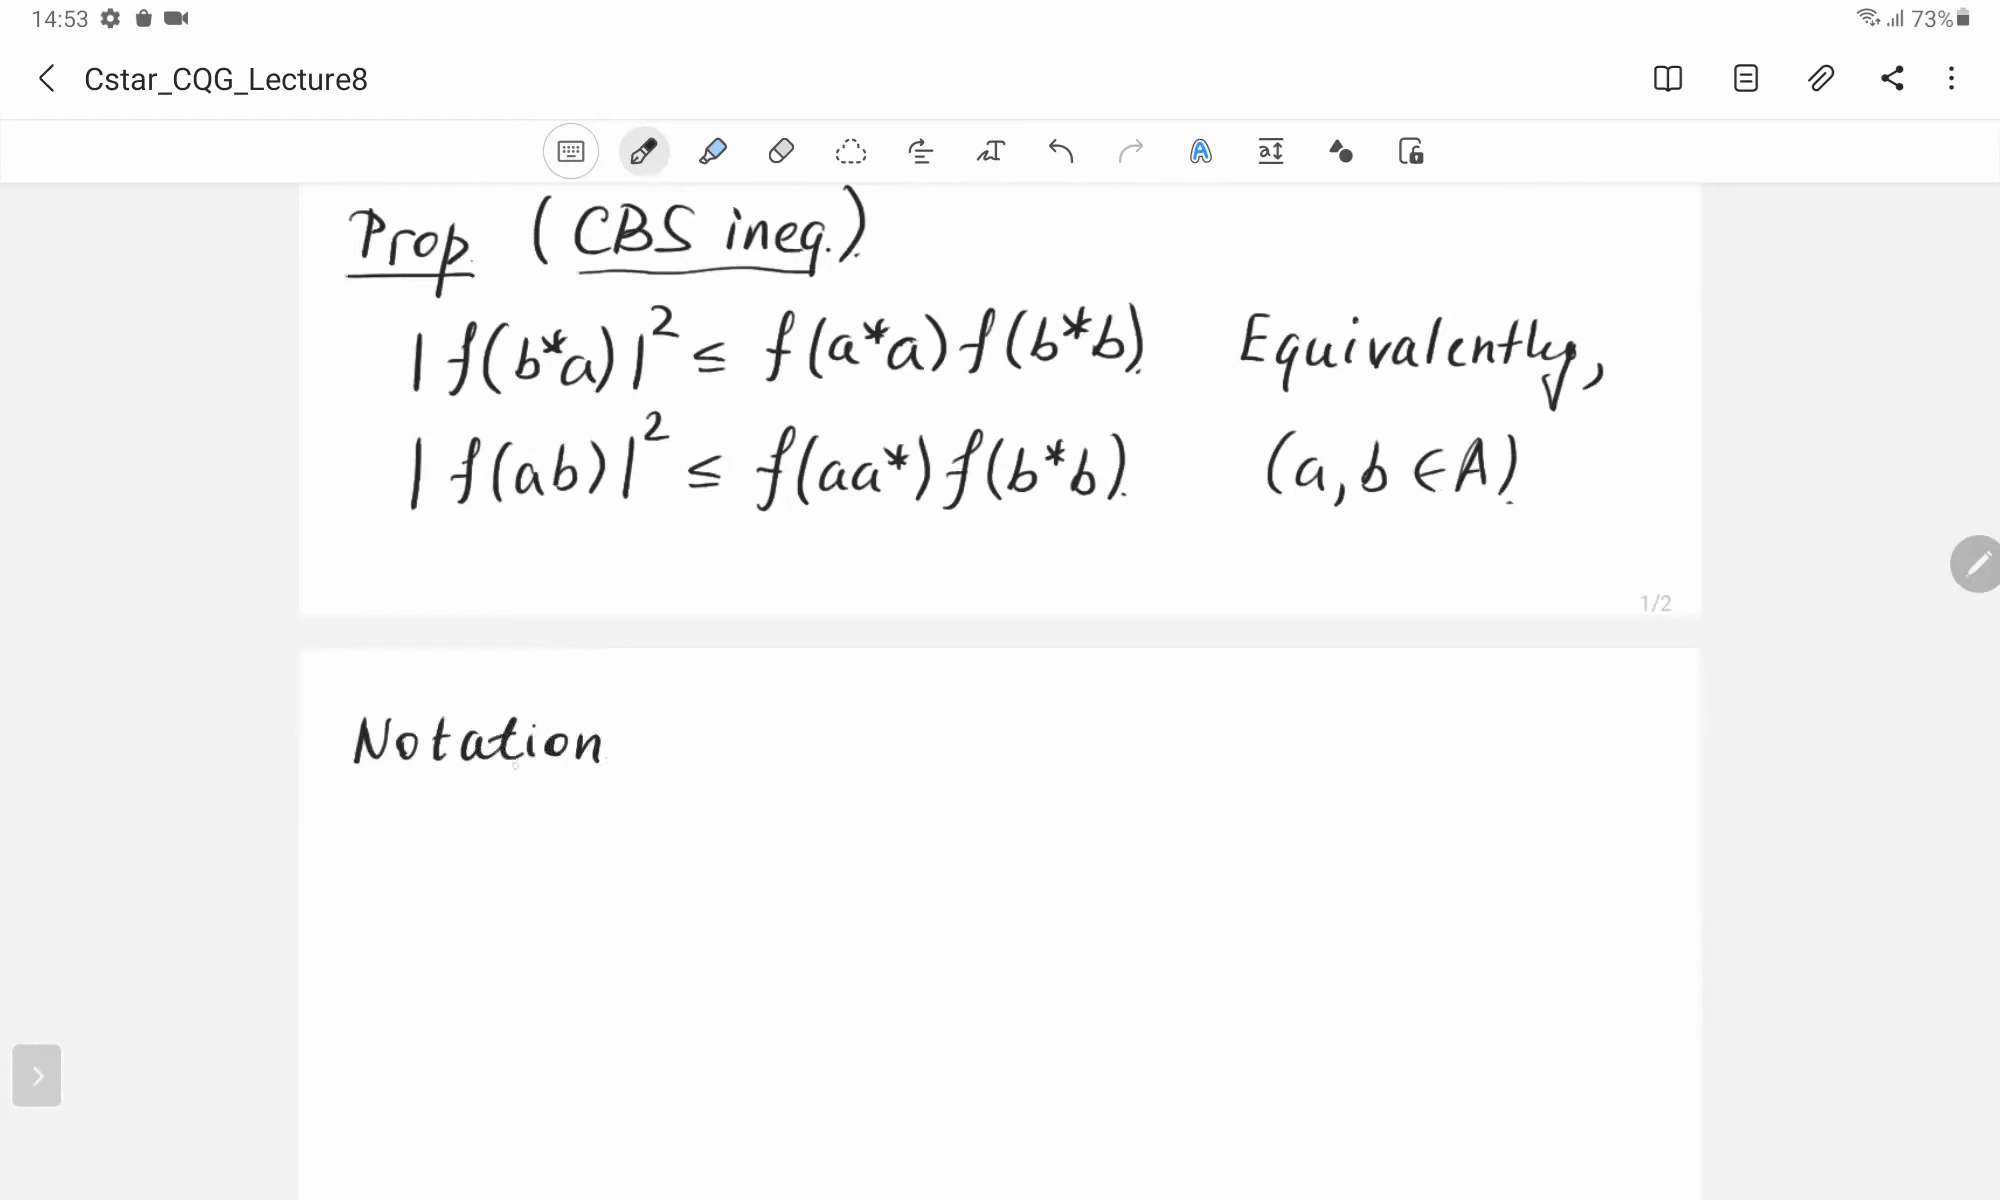 14:53 73%
Cstar_CQG_Lecture8
Prop (CBS ineq.)
|f(b*a)|² ≤ f(a*a)f(b*b) Equivalently,
|f(ab)|² ≤ f(aa*)f(b*b). (a, b ∈ A)
1/2
Notation